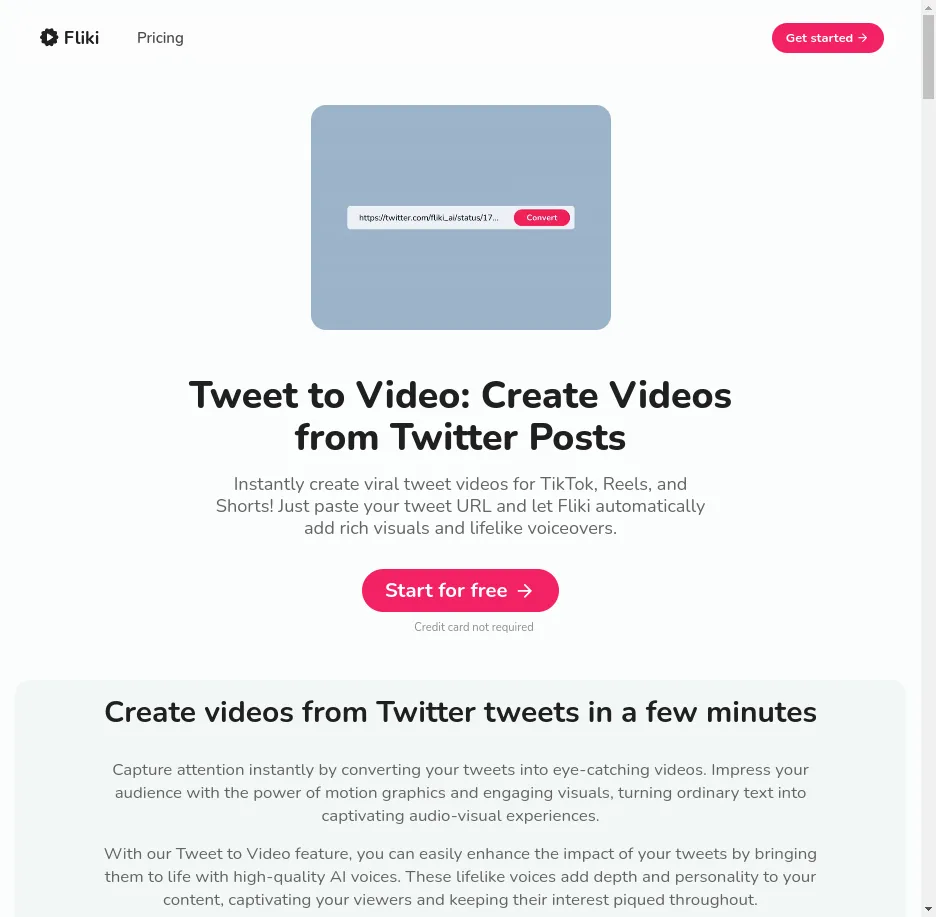 Fliki
Pricing
Get started →
https://twitter.com/fliki_ai/status/17...
Convert
Tweet to Video: Create Videos
from Twitter Posts
Instantly create viral tweet videos for TikTok, Reels, and
Shorts! Just paste your tweet URL and let Fliki automatically
add rich visuals and lifelike voiceovers.
Start for free →
Credit card not required
Create videos from Twitter tweets in a few minutes
Capture attention instantly by converting your tweets into eye-catching videos. Impress your
audience with the power of motion graphics and engaging visuals, turning ordinary text into
captivating audio-visual experiences.
With our Tweet to Video feature, you can easily enhance the impact of your tweets by bringing
them to life with high-quality AI voices. These lifelike voices add depth and personality to your
content, captivating your viewers and keeping their interest piqued throughout.